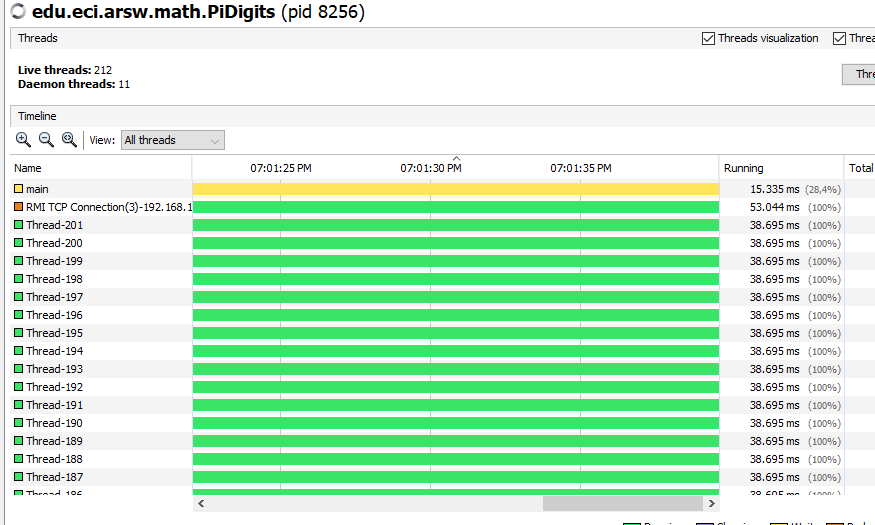 edu.eci.arsw.math.PiDigits (pid 8256)
Threads Threads visualization
Live threads: 212
Daemon threads: 11
Timeline
View: All threads
Name 07:01:25 PM 07:01:30 PM 07:01:35 PM Running Total
main 15.335 ms (28,4%)
RMI TCP Connection(3)-192.168.1 53.044 ms (100%)
Thread-201 38.695 ms (100%)
Thread-200 38.695 ms (100%)
Thread-199 38.695 ms (100%)
Thread-198 38.695 ms (100%)
Thread-197 38.695 ms (100%)
Thread-196 38.695 ms (100%)
Thread-195 38.695 ms (100%)
Thread-194 38.695 ms (100%)
Thread-193 38.695 ms (100%)
Thread-192 38.695 ms (100%)
Thread-191 38.695 ms (100%)
Thread-190 38.695 ms (100%)
Thread-189 38.695 ms (100%)
Thread-188 38.695 ms (100%)
Thread-187 38.695 ms (100%)
Thread-186 38.695 ms (100%)